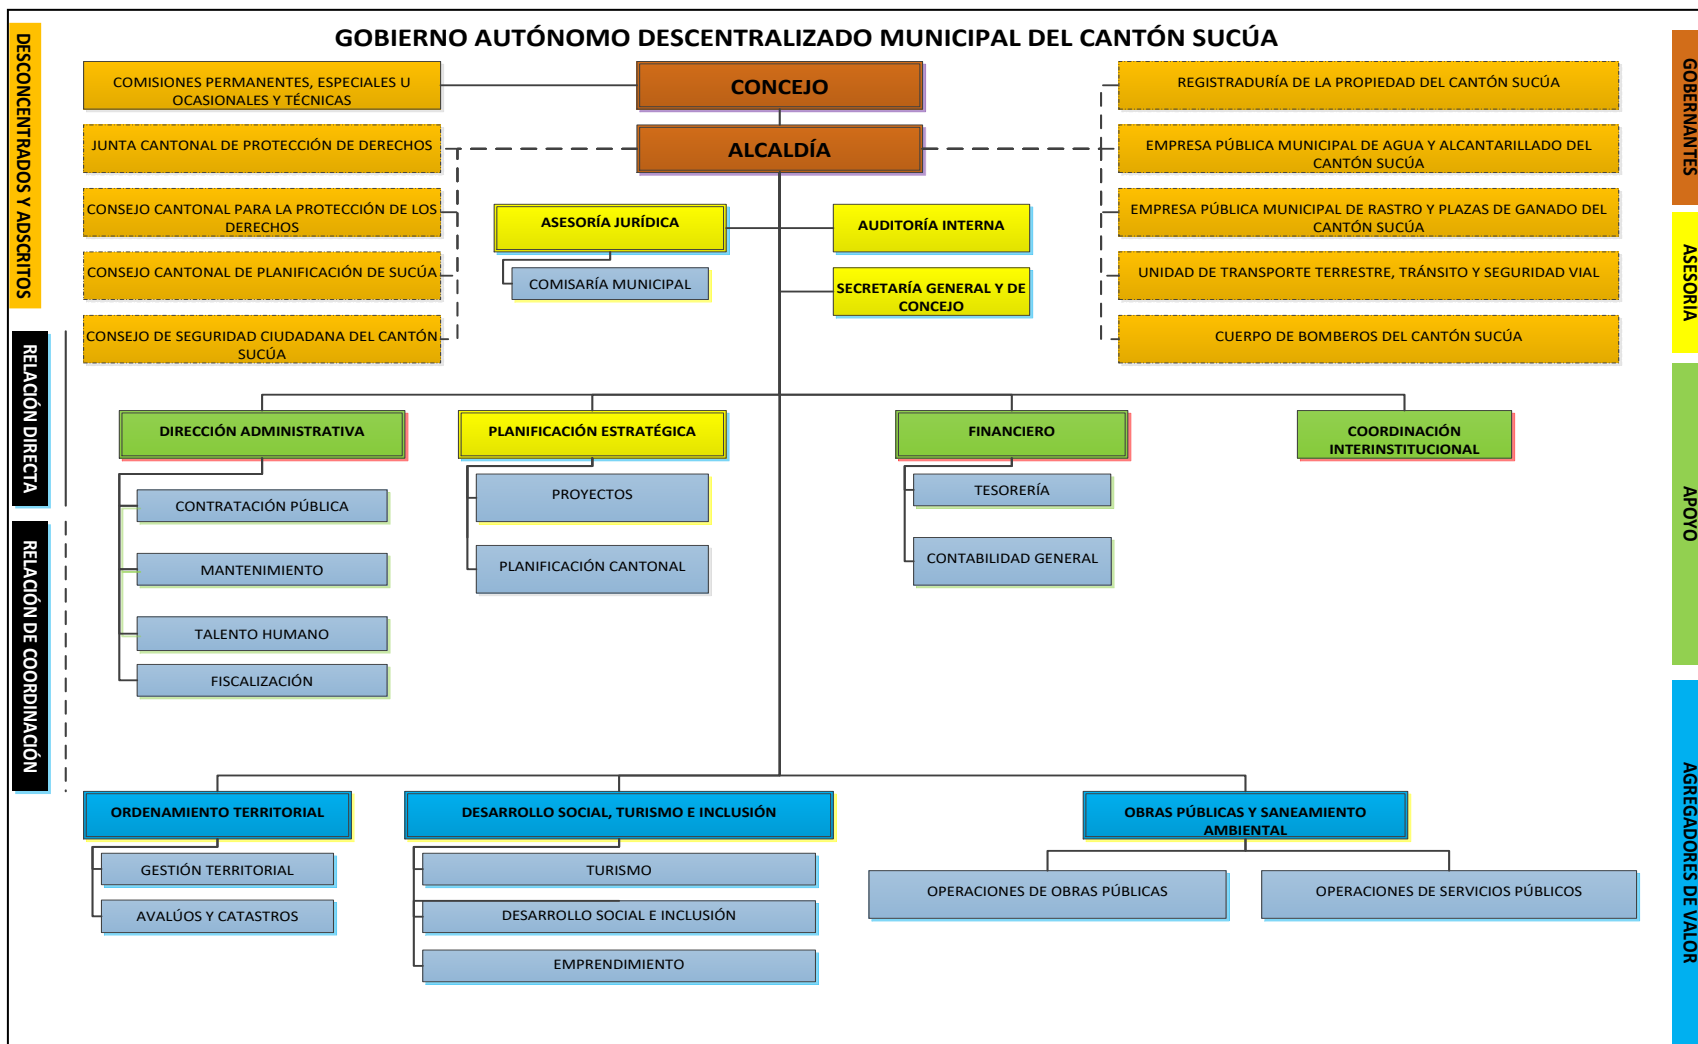 GOBIERNO AUTÓNOMO DESCENTRALIZADO MUNICIPAL DEL CANTÓN SUCÚA
DESCONCENTRADOS Y ADSCRITOS
RELACIÓN DIRECTA
RELACIÓN DE COORDINACIÓN
COMISIONES PERMANENTES, ESPECIALES U
OCASIONALES Y TÉCNICAS
JUNTA CANTONAL DE PROTECCIÓN DE DERECHOS
CONSEJO CANTONAL PARA LA PROTECCIÓN DE LOS
DERECHOS
CONSEJO CANTONAL DE PLANIFICACIÓN DE SUCÚA
CONSEJO DE SEGURIDAD CIUDADANA DEL CANTÓN
SUCÚA
CONCEJO
ALCALDÍA
ASESORÍA JURÍDICA
COMISARÍA MUNICIPAL
AUDITORÍA INTERNA
SECRETARÍA GENERAL Y DE
CONCEJO
REGISTRADURÍA DE LA PROPIEDAD DEL CANTÓN SUCÚA
EMPRESA PÚBLICA MUNICIPAL DE AGUA Y ALCANTARILLADO DEL
CANTÓN SUCÚA
EMPRESA PÚBLICA MUNICIPAL DE RASTRO Y PLAZAS DE GANADO DEL
CANTÓN SUCÚA
UNIDAD DE TRANSPORTE TERRESTRE, TRÁNSITO Y SEGURIDAD VIAL
CUERPO DE BOMBEROS DEL CANTÓN SUCÚA
DIRECCIÓN ADMINISTRATIVA
CONTRATACIÓN PÚBLICA
MANTENIMIENTO
TALENTO HUMANO
FISCALIZACIÓN
PLANIFICACIÓN ESTRATÉGICA
PROYECTOS
PLANIFICACIÓN CANTONAL
FINANCIERO
TESORERÍA
CONTABILIDAD GENERAL
COORDINACIÓN
INTERINSTITUCIONAL
ORDENAMIENTO TERRITORIAL
GESTIÓN TERRITORIAL
AVALÚOS Y CATASTROS
DESARROLLO SOCIAL, TURISMO E INCLUSIÓN
TURISMO
DESARROLLO SOCIAL E INCLUSIÓN
EMPRENDIMIENTO
OBRAS PÚBLICAS Y SANEAMIENTO
AMBIENTAL
OPERACIONES DE OBRAS PÚBLICAS
OPERACIONES DE SERVICIOS PÚBLICOS
GOBERNANTES
ASESORIA
APOYO
AGREGADORES DE VALOR